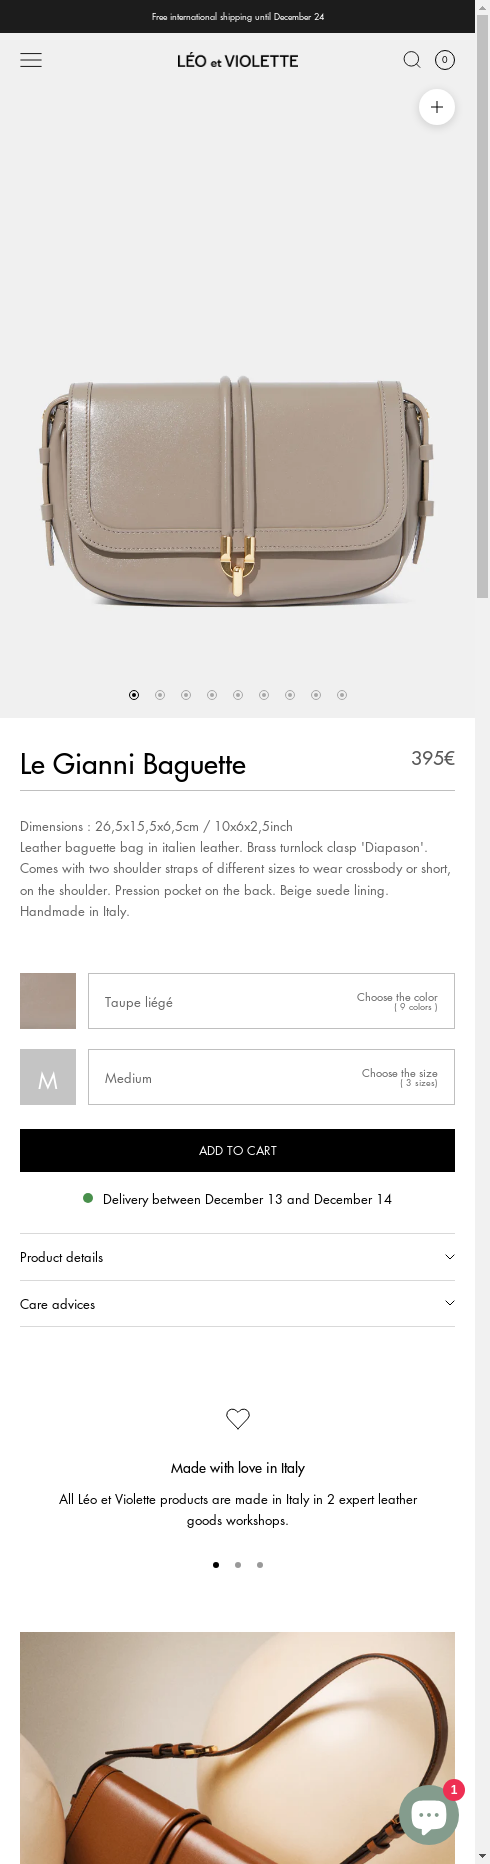 Free international shipping until December 24
LÉO et VIOLETTE
0
Le Gianni Baguette
395€
Dimensions : 26,5x15,5x6,5cm / 10x6x2,5inch
Leather baguette bag in italien leather. Brass turnlock clasp 'Diapason'.
Comes with two shoulder straps of different sizes to wear crossbody or short,
on the shoulder. Pression pocket on the back. Beige suede lining.
Handmade in Italy.
Taupe liégé
Choose the color
( 9 colors )
M
Medium
Choose the size
( 3 sizes)
ADD TO CART
Delivery between December 13 and December 14
Product details
Care advices
Made with love in Italy
All Léo et Violette products are made in Italy in 2 expert leather
goods workshops.
1